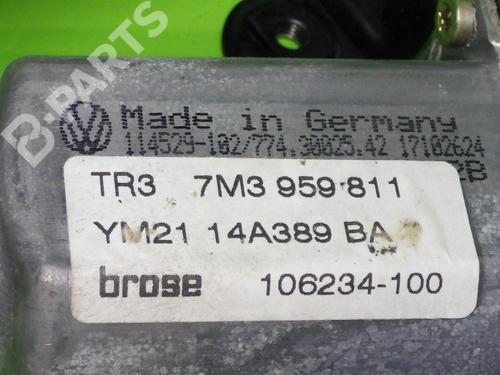 B-PARTS
Made in Germany
114529-102/774.30025.42 17102624
EB
TR3 7M3 959 811
YM21 14A389 BA
brose 106234-100